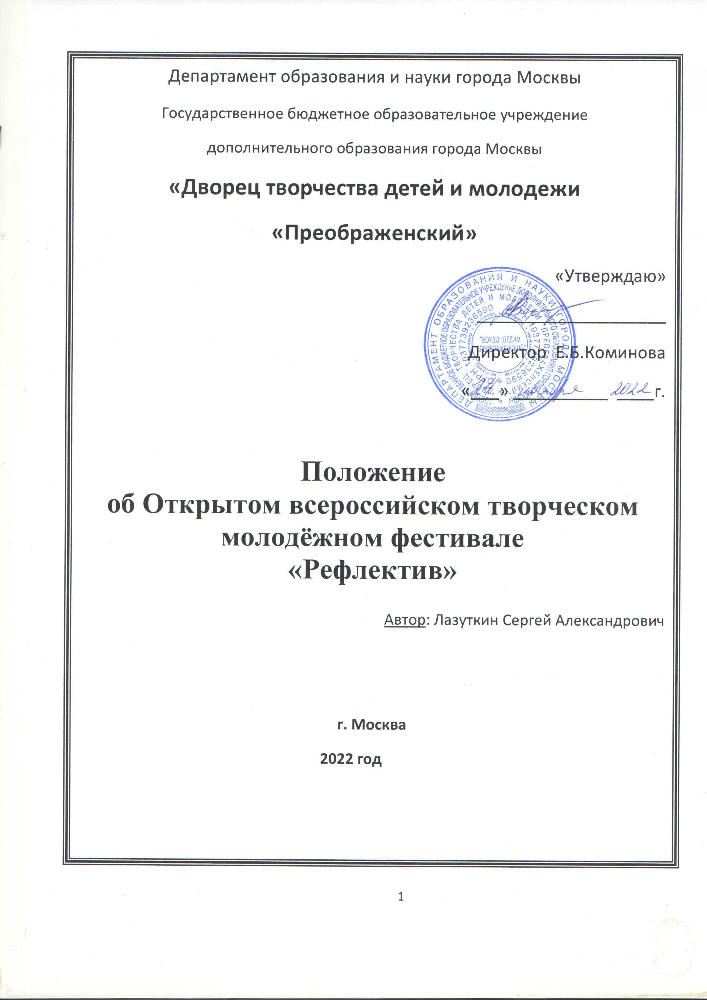 Департамент образования и науки города Москвы
Государственное бюджетное образовательное учреждение
дополнительного образования города Москвы
«Дворец творчества детей и молодежи
«Преображенский»
«Утверждаю»
ДЕПАРТАМЕНТ ОБРАЗОВАНИЯ И НАУКИ ГОРОДА МОСКВЫ
ГОСУДАРСТВЕННОЕ БЮДЖЕТНОЕ ОБРАЗОВАТЕЛЬНОЕ УЧРЕЖДЕНИЕ ДОПОЛНИТЕЛЬНОГО ОБРАЗОВАНИЯ ГОРОДА МОСКВЫ
"ДВОРЕЦ ТВОРЧЕСТВА ДЕТЕЙ И МОЛОДЕЖИ "ПРЕОБРАЖЕНСКИЙ"
ОГРН 1037739236590 * ОГРН 1037739236590 *
ГБОУДО "ДТДИМ
"ПРЕОБРАЖЕНСКИЙ"
Директор Е.Б.Коминова
« » 2022 г.
Положение
об Открытом всероссийском творческом
молодёжном фестивале
«Рефлектив»
Автор: Лазуткин Сергей Александрович
г. Москва
2022 год
1